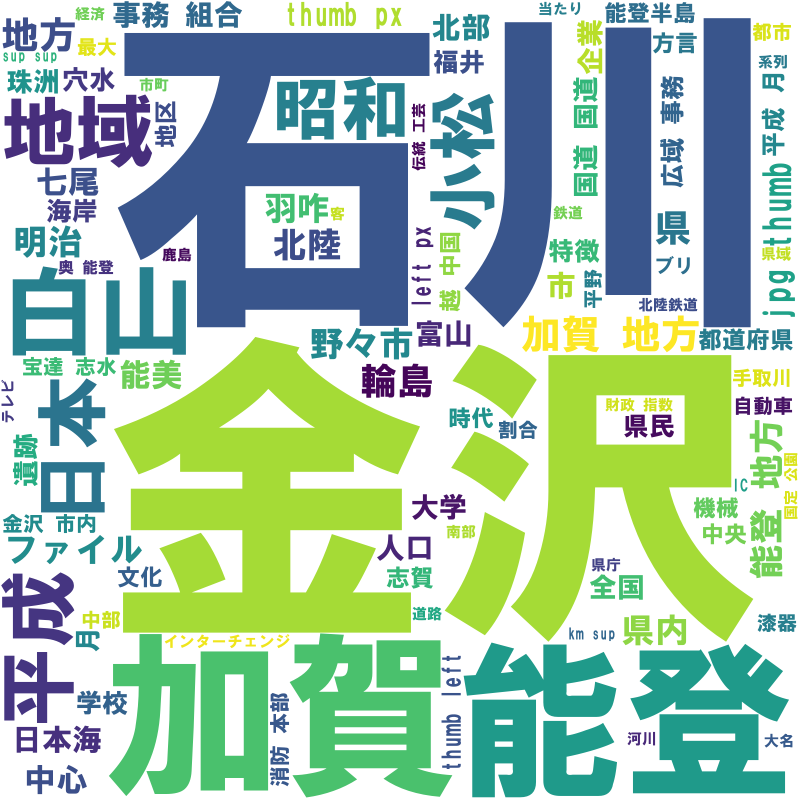 経済
事務 組合
thumb px
北部
当たり
能登半島
地方
最大
sup sup
福井
企業
方言
都市
珠洲
穴水
市町
石川
昭和
小松
系列
地域
地区
伝統 工芸
国道 国道
広域 事務
平成 月
七尾
海岸
羽咋
客
鉄道
県
jpg thumb
明治
北陸
鹿島
left px
越 中国
特徴
ブリ
県域
奥 能登
市
平野
北陸鉄道
白山
野々市
富山
加賀 地方
都道府県
宝達 志水
能美
輪島
手取川
テレビ
日本
金沢
時代
割合
財政 指数
県民
自動車
遺跡
大学
能登 地方
国定 公園
IC
機械
金沢 市内
南部
中央
ファイル
人口
文化
志賀
県庁
全国
平成
中部
月
道路
漆器
インターチェンジ
km sup
県内
加賀
能登
学校
消防 本部
thumb left
日本海
河川
大名
中心